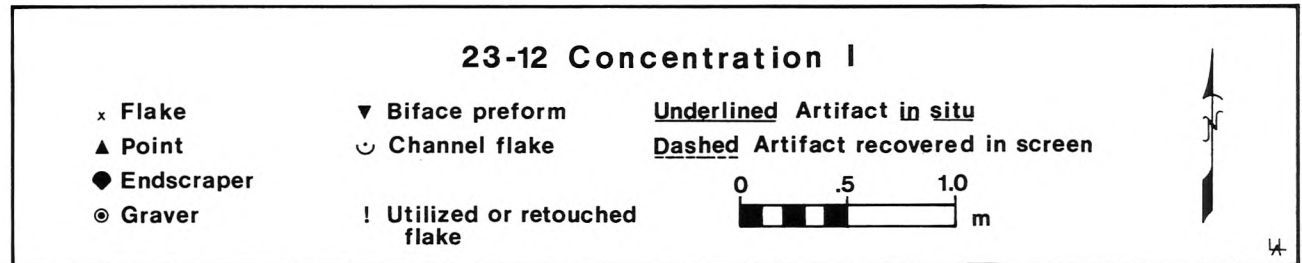 23-12 Concentration I
x Flake
▲ Point
Endscraper
◉ Graver
▼ Biface preform
Channel flake
! Utilized or retouched
flake
Underlined Artifact in situ
Dashed Artifact recovered in screen
0 .5 1.0
m
N